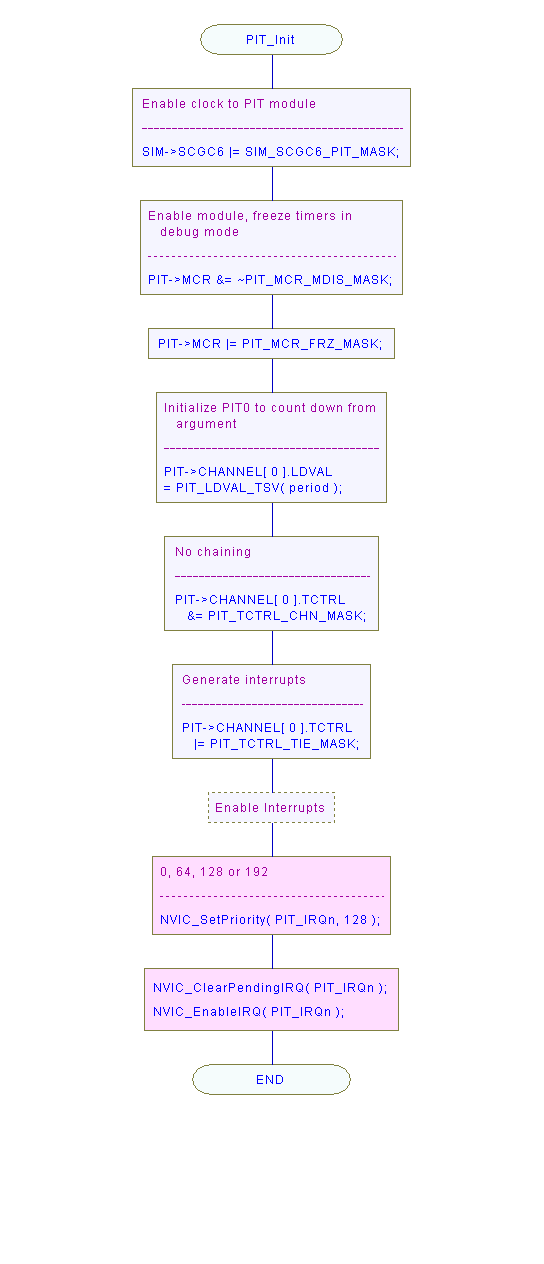 PIT_Init
Enable clock to PIT module
SIM->SCGC6 |= SIM_SCGC6_PIT_MASK;
Enable module, freeze timers in
debug mode
PIT->MCR &= ~PIT_MCR_MDIS_MASK;
PIT->MCR |= PIT_MCR_FRZ_MASK;
Initialize PIT0 to count down from
argument
PIT->CHANNEL[ 0 ].LDVAL
= PIT_LDVAL_TSV( period );
No chaining
PIT->CHANNEL[ 0 ].TCTRL
&= PIT_TCTRL_CHN_MASK;
Generate interrupts
PIT->CHANNEL[ 0 ].TCTRL
|= PIT_TCTRL_TIE_MASK;
Enable Interrupts
0, 64, 128 or 192
NVIC_SetPriority( PIT_IRQn, 128 );
NVIC_ClearPendingIRQ( PIT_IRQn );
NVIC_EnableIRQ( PIT_IRQn );
END